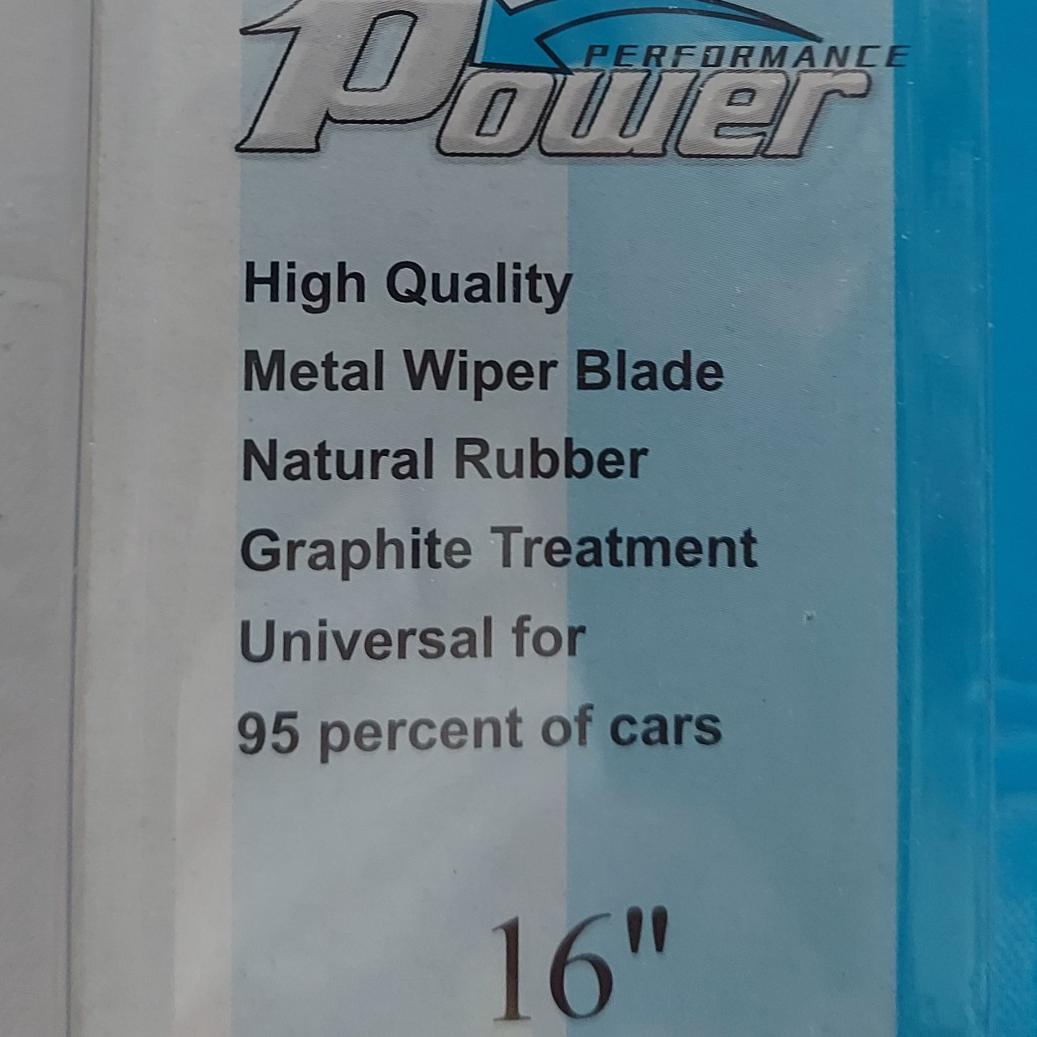 PERFORMANCE
Power
High Quality
Metal Wiper Blade
Natural Rubber
Graphite Treatment
Universal for
95 percent of cars
16"